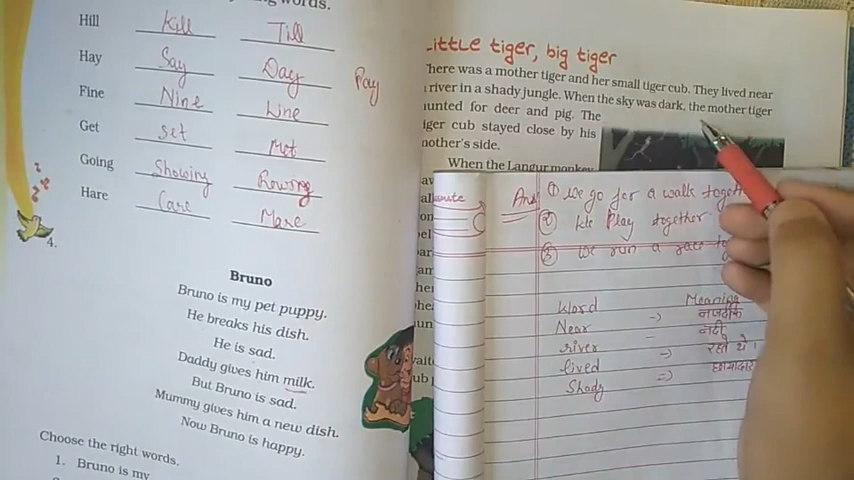 words.
Hill Kill Till
Hay Say Day Pay
Fine Nine Line
Get set Met
Going Showing Rowing
Hare Care Mare
4.
Bruno
Bruno is my pet puppy.
He breaks his dish.
He is sad.
Daddy gives him milk.
But Bruno is sad.
Mummy gives him a new dish.
Now Bruno is happy.
Choose the right words.
1. Bruno is my
Little tiger, big tiger
There was a mother tiger and her small tiger cub. They lived near
river in a shady jungle. When the sky was dark, the mother tiger
hunted for deer and pig. The
tiger cub stayed close by his
mother's side.
When the Langur monkey
Ans ① We go for a walk togeth
② We Play together
③ We run a race to
Word Meaning
Near → नजदीक
river - नदी
lived → रहते थे।
Shady ⇒ छायादार